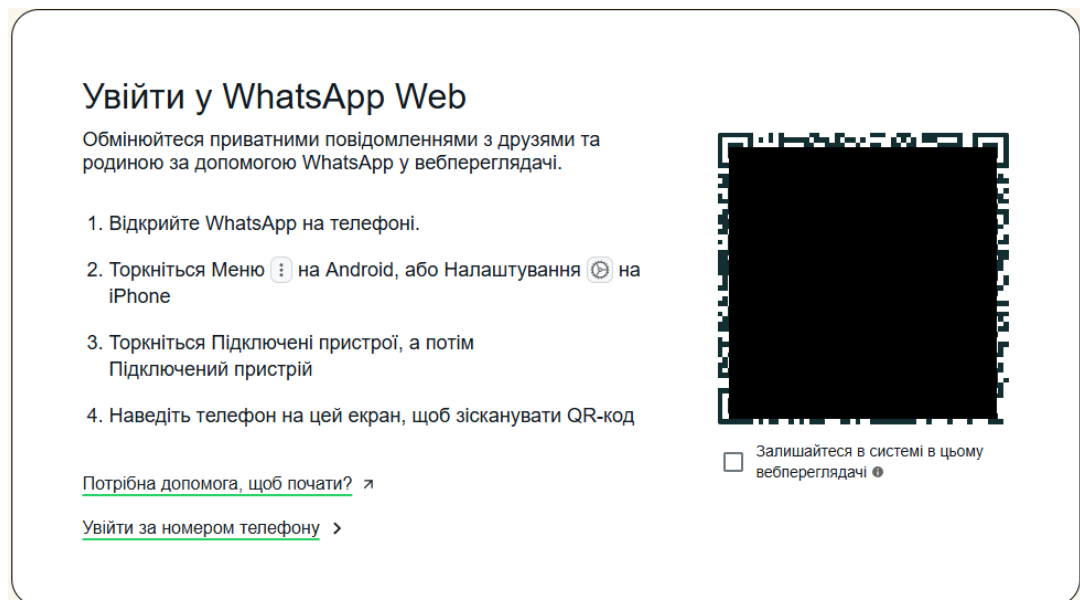 Увійти у WhatsApp Web
Обмінюйтеся приватними повідомленнями з друзями та
родиною за допомогою WhatsApp у вебпереглядачі.
1. Відкрийте WhatsApp на телефоні.
2. Торкніться Меню на Android, або Налаштування на
iPhone
3. Торкніться Підключені пристрої, а потім
Підключений пристрій
4. Наведіть телефон на цей екран, щоб зісканувати QR-код
Залишайтеся в системі в цьому
вебпереглядачі
Потрібна допомога, щоб почати?
Увійти за номером телефону